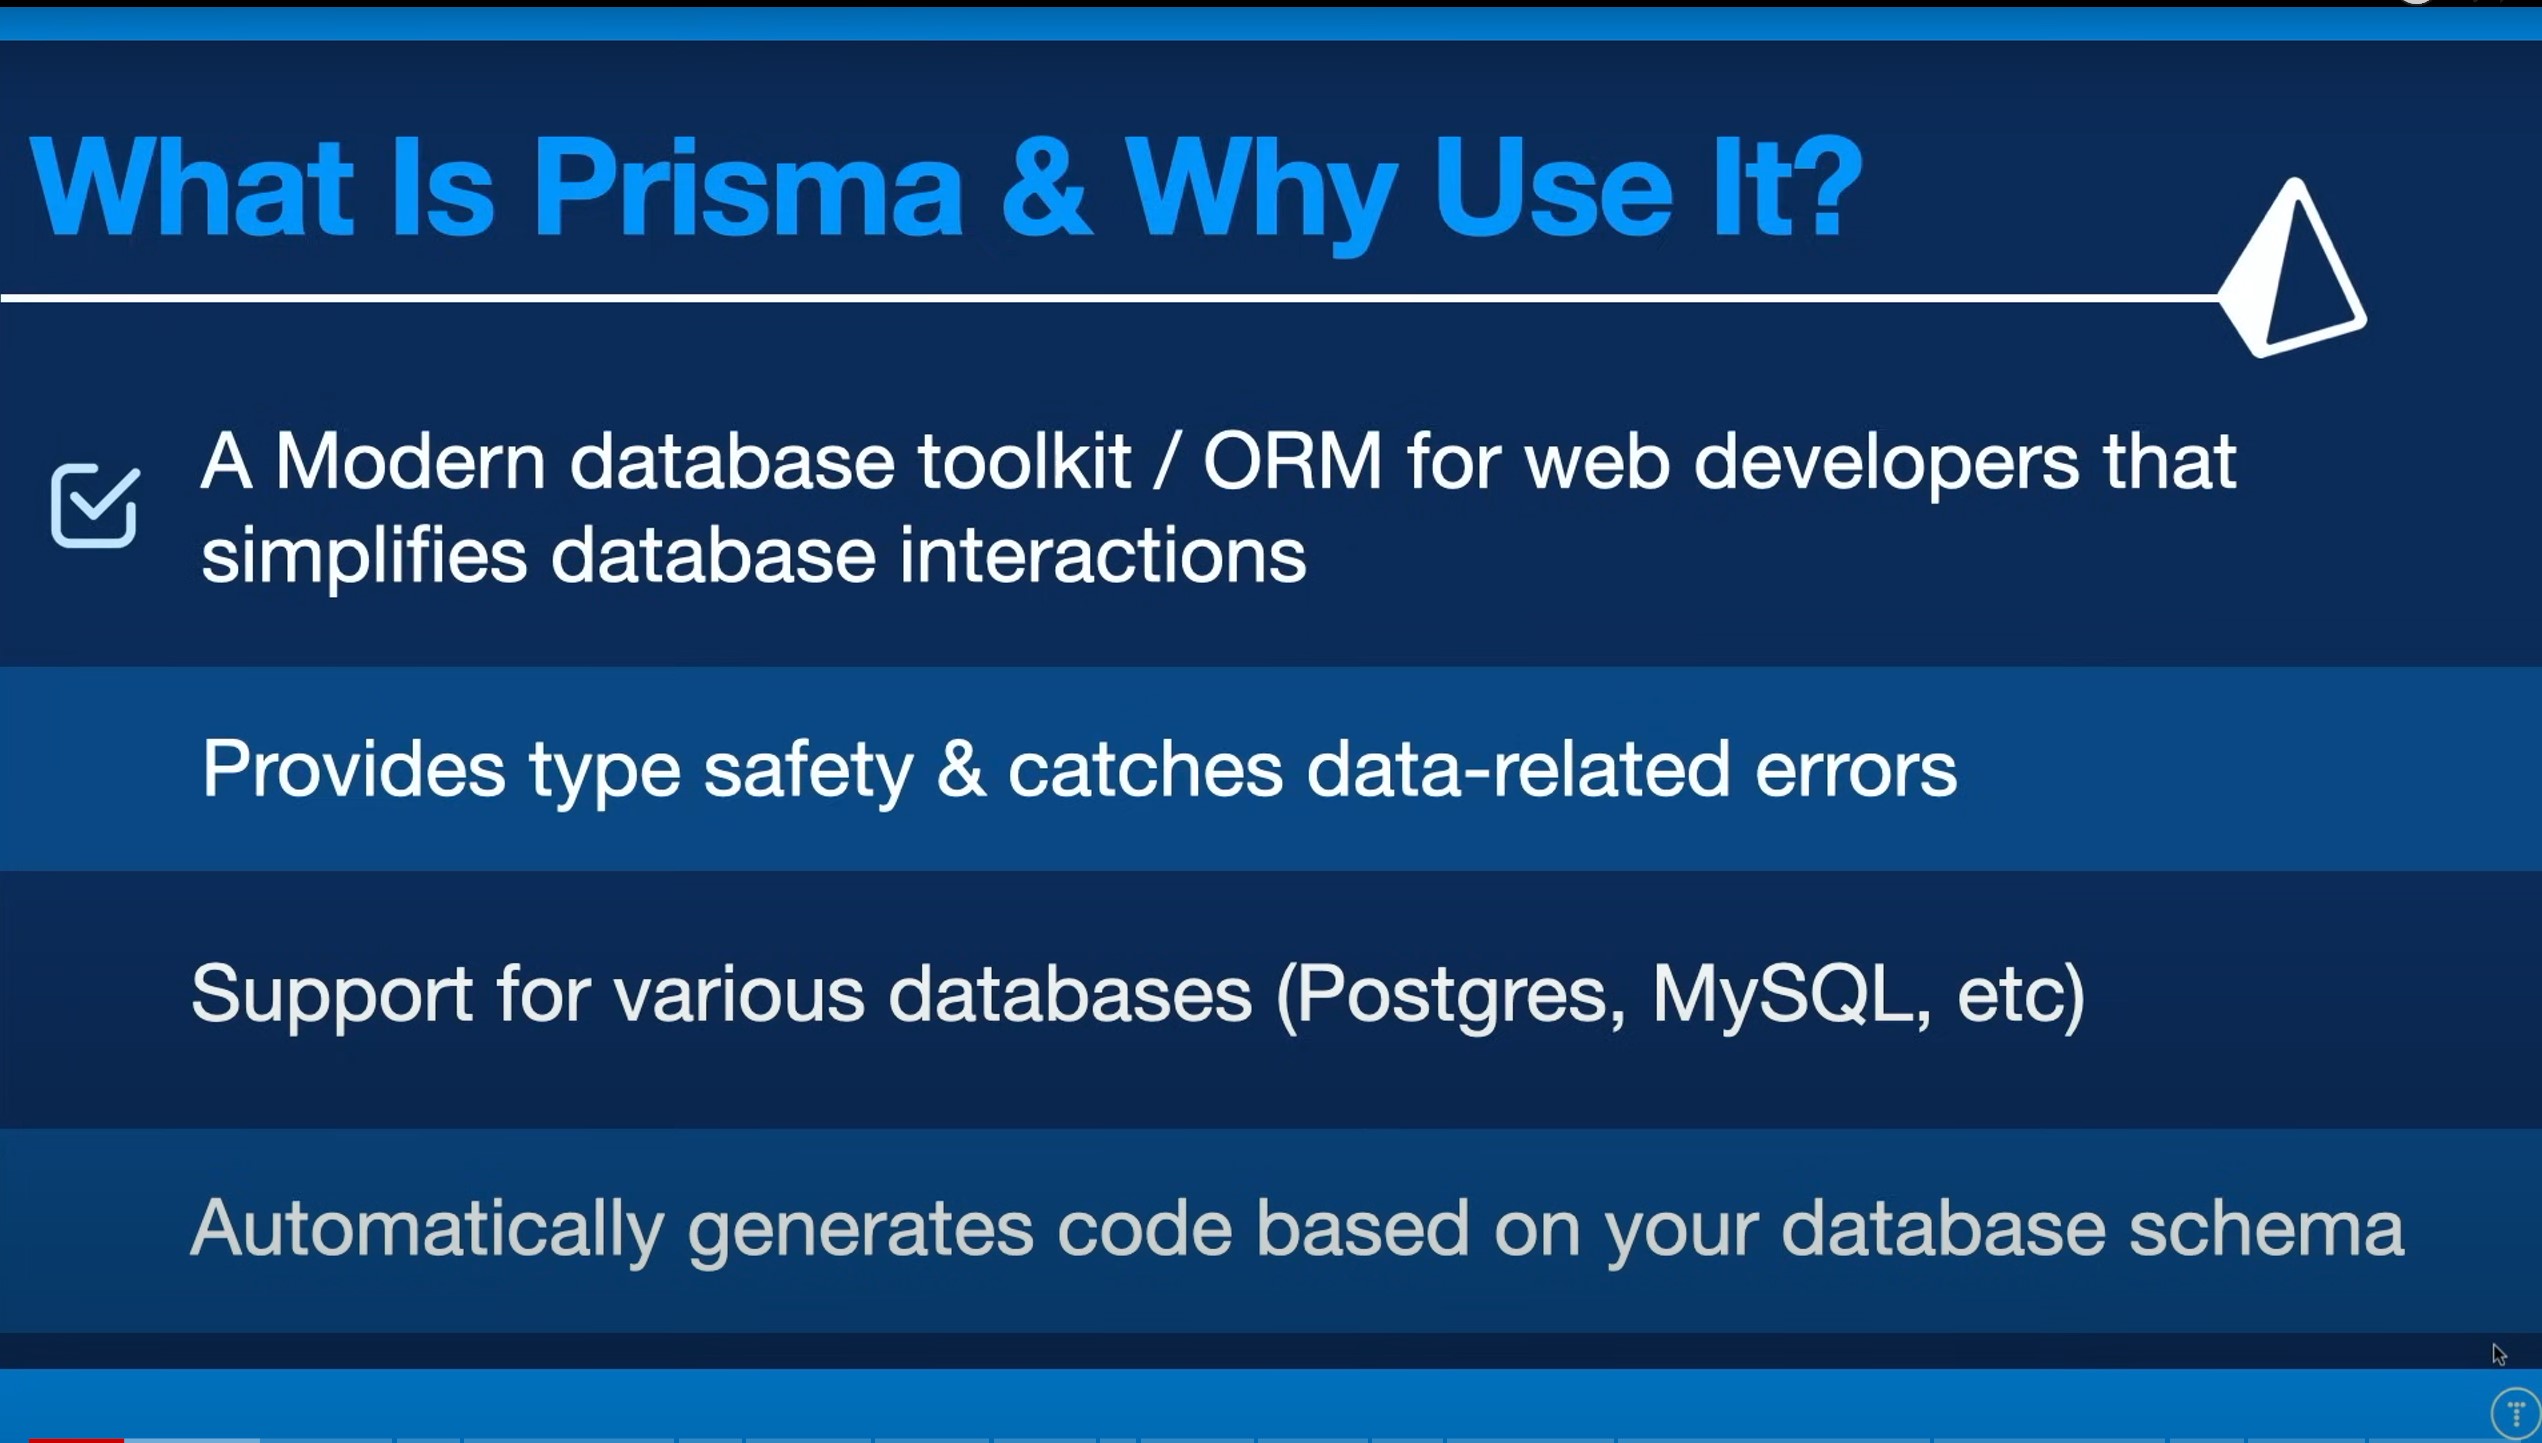 What Is Prisma & Why Use It?
A Modern database toolkit / ORM for web developers that
simplifies database interactions
Provides type safety & catches data-related errors
Support for various databases (Postgres, MySQL, etc)
Automatically generates code based on your database schema
T